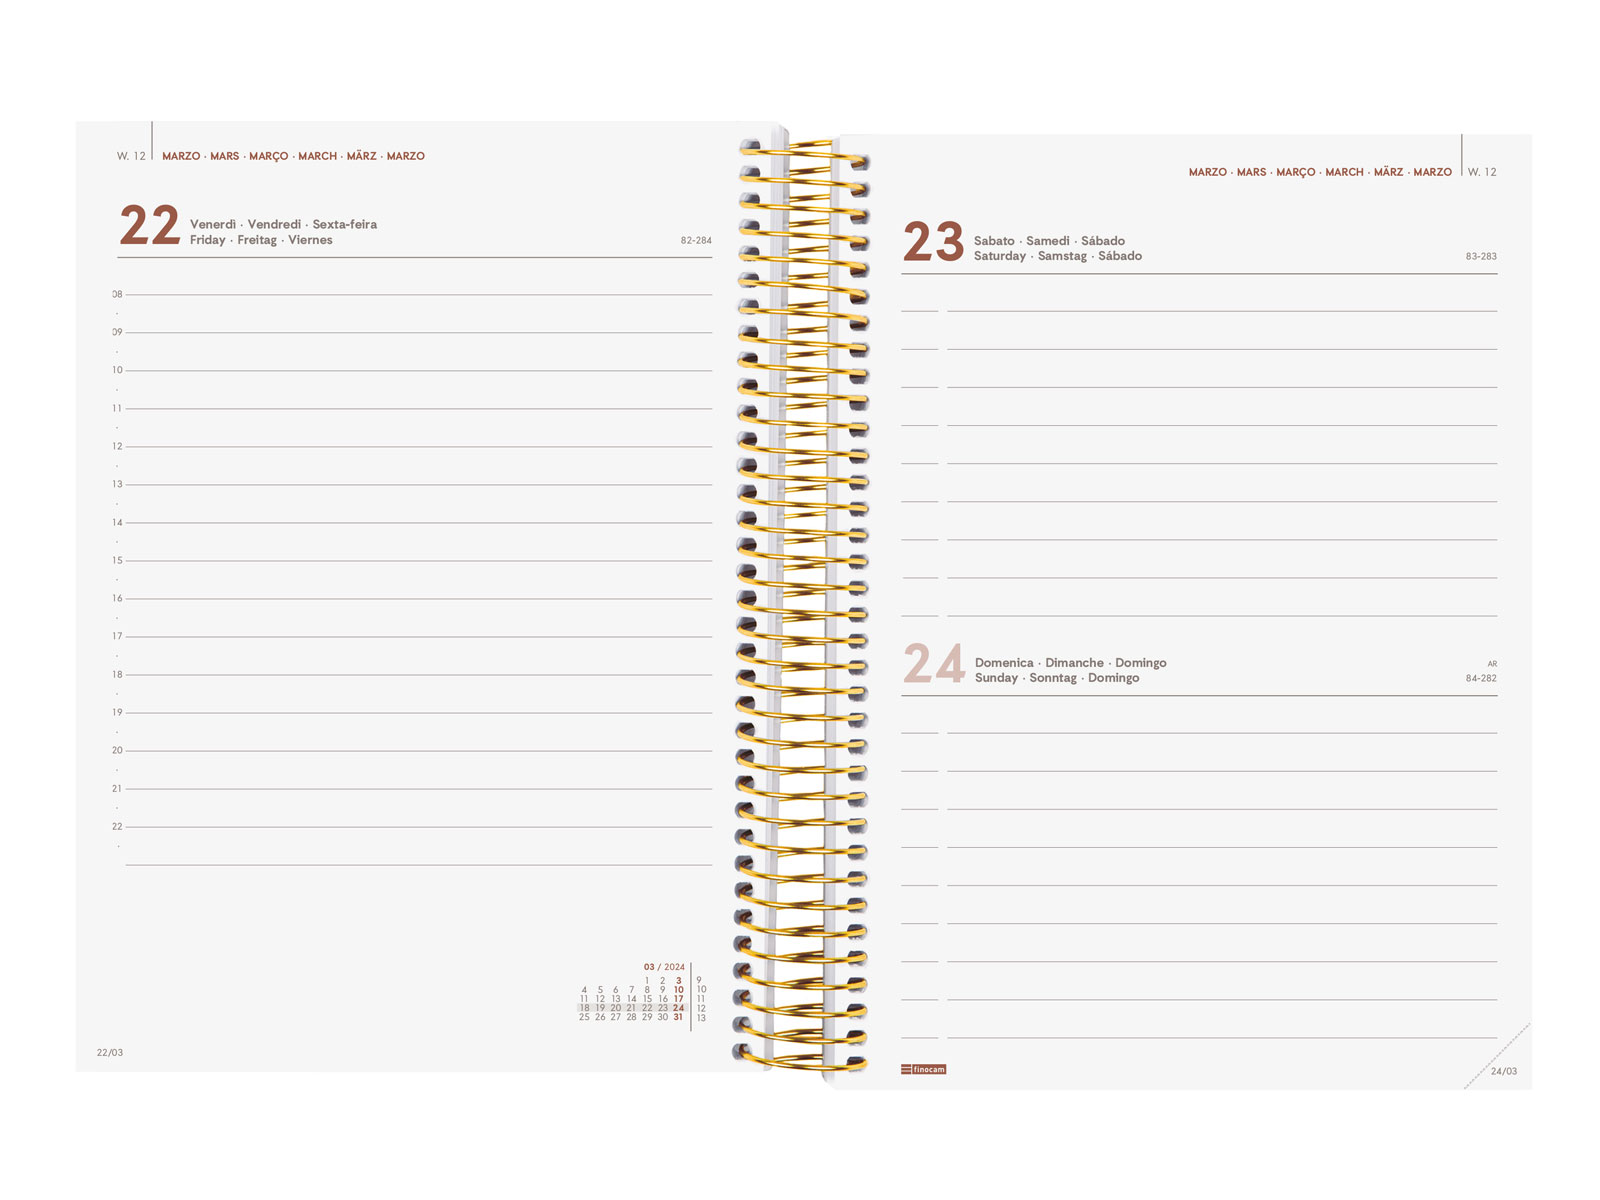 W. 12 MARZO · MARS · MARÇO · MARCH · MÄRZ · MARZO
22 Venerdì · Vendredi · Sexta-feira
Friday · Freitag · Viernes 82-284
08
09
10
11
12
13
14
15
16
17
18
19
20
21
22
03 / 2024
1 2 3 9
4 5 6 7 8 9 10 10
11 12 13 14 15 16 17 11
18 19 20 21 22 23 24 12
25 26 27 28 29 30 31 13
22/03
MARZO · MARS · MARÇO · MARCH · MÄRZ · MARZO W. 12
23 Sabato · Samedi · Sábado
Saturday · Samstag · Sábado 83-283
24 Domenica · Dimanche · Domingo AR
Sunday · Sonntag · Domingo 84-282
finocam
24/03